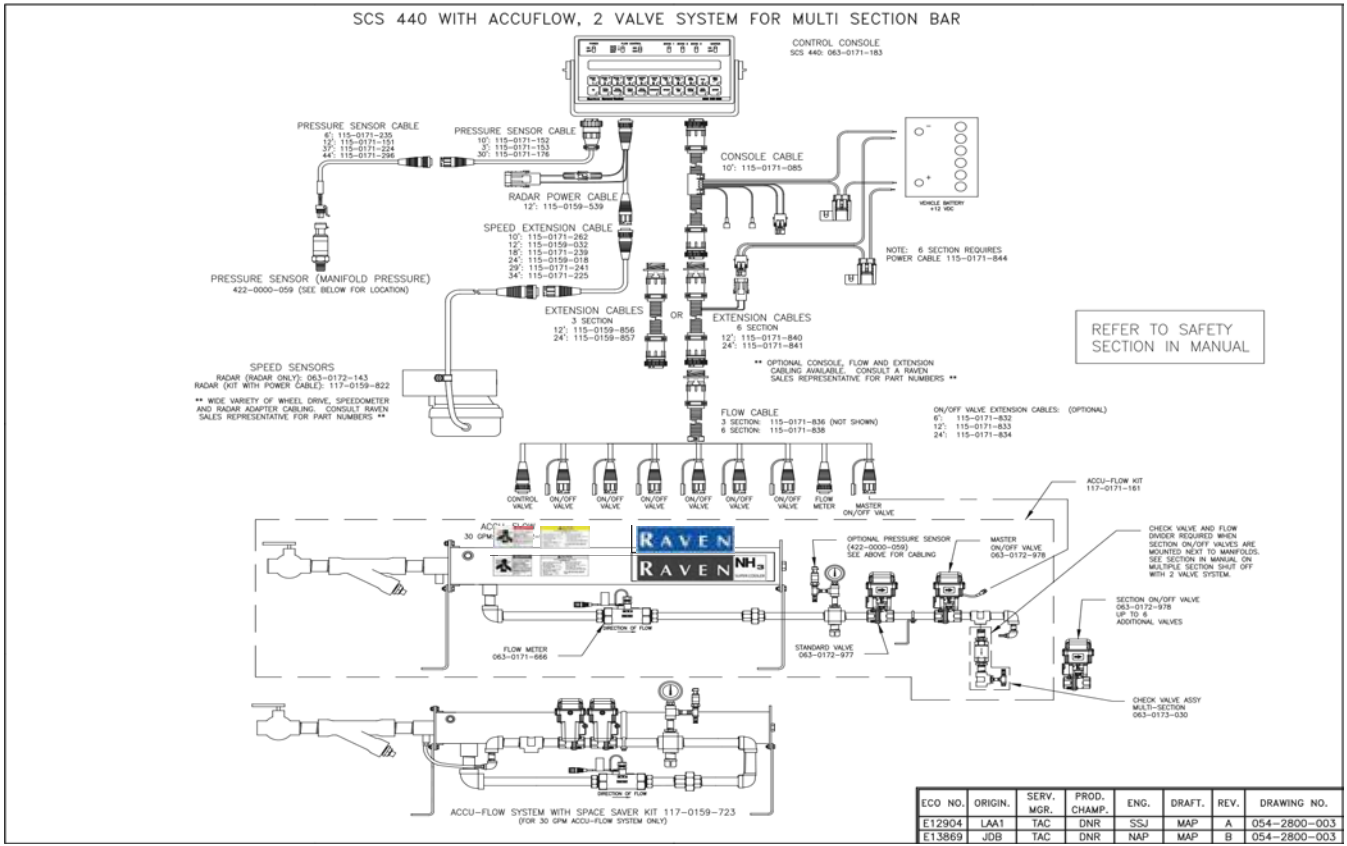 SCS 440 WITH ACCUFLOW, 2 VALVE SYSTEM FOR MULTI SECTION BAR
CONTROL CONSOLE
SCS 440: 063-0171-183
PRESSURE SENSOR CABLE
6': 115-0171-235
12': 115-0171-151
37': 115-0171-224
44': 115-0171-296
PRESSURE SENSOR CABLE
10': 115-0171-152
3': 115-0171-153
30': 115-0171-176
CONSOLE CABLE
10': 115-0171-085
VEHICLE BATTERY
+12 VDC
RADAR POWER CABLE
12': 115-0159-539
SPEED EXTENSION CABLE
10': 115-0171-262
12': 115-0159-032
18': 115-0171-239
24': 115-0159-018
29': 115-0171-241
34': 115-0171-225
NOTE: 6 SECTION REQUIRES
POWER CABLE 115-0171-844
PRESSURE SENSOR (MANIFOLD PRESSURE)
422-0000-059 (SEE BELOW FOR LOCATION)
EXTENSION CABLES
3 SECTION
12': 115-0159-856
24': 115-0159-857
OR
EXTENSION CABLES
6 SECTION
12': 115-0171-840
24': 115-0171-841
REFER TO SAFETY
SECTION IN MANUAL
** OPTIONAL CONSOLE, FLOW AND EXTENSION
CABLING AVAILABLE. CONSULT A RAVEN
SALES REPRESENTATIVE FOR PART NUMBERS **
SPEED SENSORS
RADAR (RADAR ONLY): 063-0172-143
RADAR (KIT WITH POWER CABLE): 117-0159-822
** WIDE VARIETY OF WHEEL DRIVE, SPEEDOMETER
AND RADAR ADAPTER CABLING. CONSULT RAVEN
SALES REPRESENTATIVE FOR PART NUMBERS **
FLOW CABLE
3 SECTION: 115-0171-836 (NOT SHOWN)
6 SECTION: 115-0171-838
ON/OFF VALVE EXTENSION CABLES: (OPTIONAL)
6': 115-0171-832
12': 115-0171-833
24': 115-0171-834
CONTROL
VALVE
ON/OFF
VALVE
ON/OFF
VALVE
ON/OFF
VALVE
ON/OFF
VALVE
ON/OFF
VALVE
ON/OFF
VALVE
FLOW
METER
MASTER
ON/OFF VALVE
ACCU-FLOW KIT
117-0171-161
ACCU-FLOW
30 GPM
RAVEN
RAVEN
NH3
OPTIONAL PRESSURE SENSOR
(422-0000-059)
SEE ABOVE FOR CABLING
MASTER
ON/OFF VALVE
063-0172-978
CHECK VALVE AND FLOW
DIVIDER REQUIRED WHEN
SECTION ON/OFF VALVES ARE
MOUNTED NEXT TO MANIFOLDS.
SEE SECTION IN MANUAL ON
MULTIPLE SECTION SHUT OFF
WITH 2 VALVE SYSTEM.
SECTION ON/OFF VALVE
063-0172-978
UP TO 6
ADDITIONAL VALVES
DIRECTION OF FLOW
FLOW METER
063-0171-666
STANDARD VALVE
063-0172-977
CHECK VALVE ASSY
MULTI-SECTION
063-0173-030
DIRECTION OF FLOW
ACCU-FLOW SYSTEM WITH SPACE SAVER KIT 117-0159-723
(FOR 30 GPM ACCU-FLOW SYSTEM ONLY)
ECO NO. ORIGIN. SERV. MGR. PROD. CHAMP. ENG. DRAFT. REV. DRAWING NO.
E12904 LAA1 TAC DNR SSJ MAP A 054-2800-003
E13869 JDB TAC DNR NAP MAP B 054-2800-003